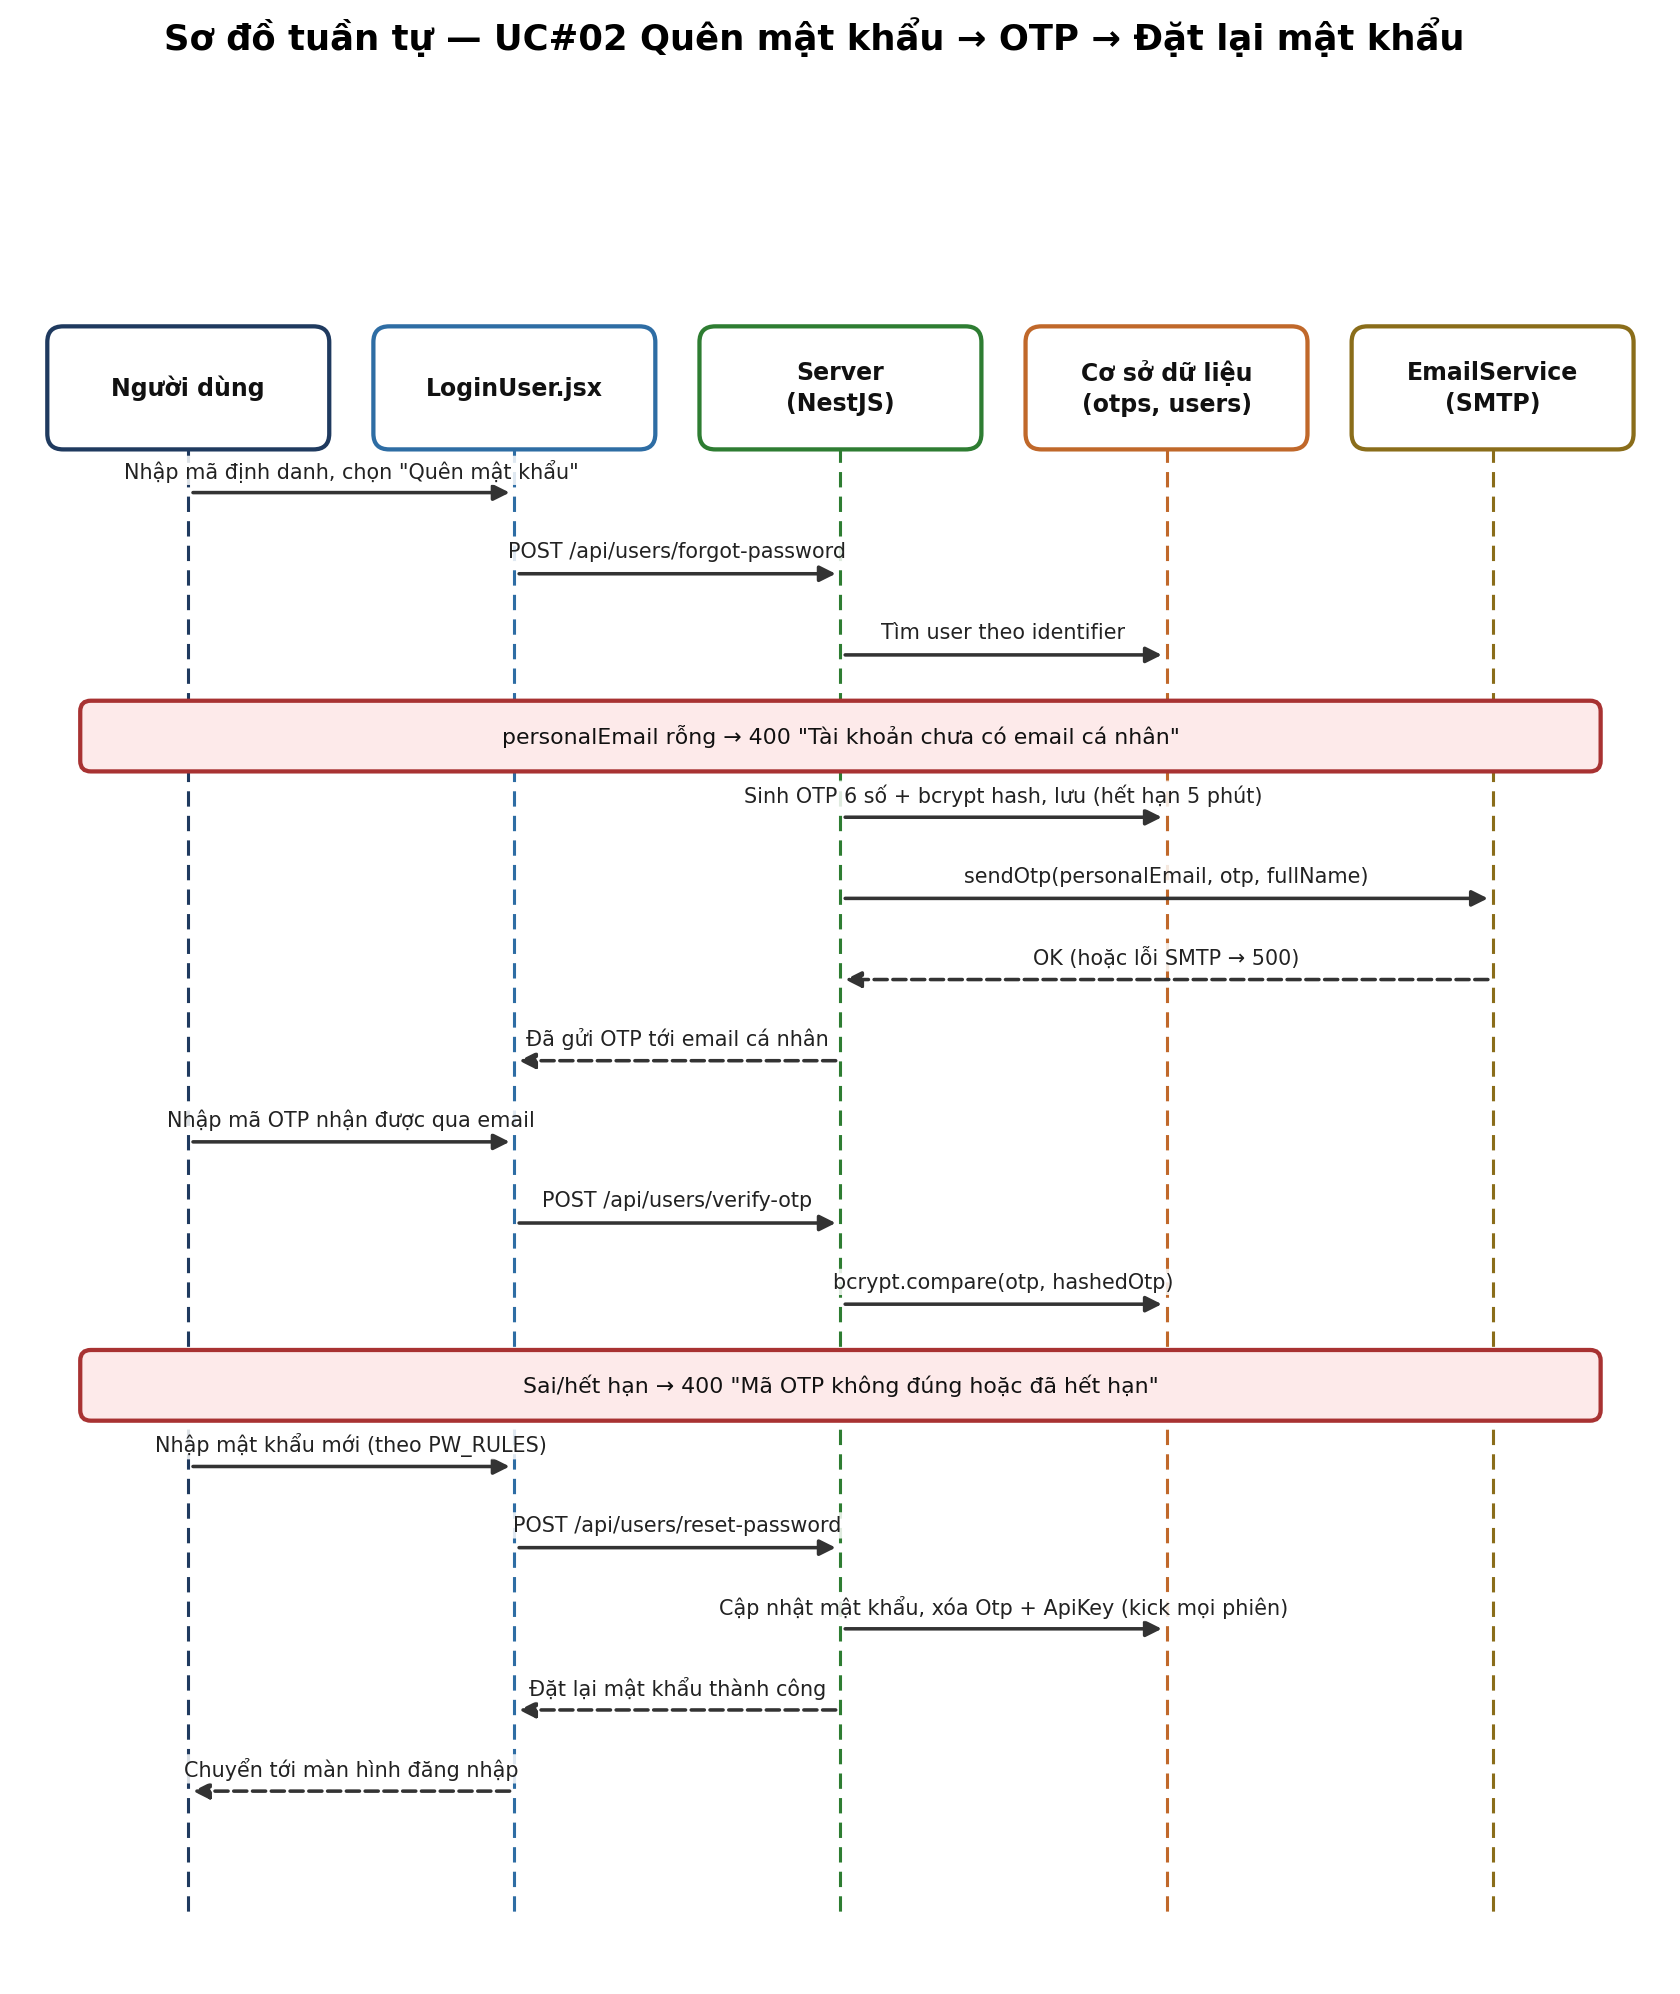 Sơ đồ tuần tự — UC#02 Quên mật khẩu → OTP → Đặt lại mật khẩu
Người dùng
LoginUser.jsx
Server
(NestJS)
Cơ sở dữ liệu
(otps, users)
EmailService
(SMTP)
Nhập mã định danh, chọn "Quên mật khẩu"
POST /api/users/forgot-password
Tìm user theo identifier
personalEmail rỗng → 400 "Tài khoản chưa có email cá nhân"
Sinh OTP 6 số + bcrypt hash, lưu (hết hạn 5 phút)
sendOtp(personalEmail, otp, fullName)
OK (hoặc lỗi SMTP → 500)
Đã gửi OTP tới email cá nhân
Nhập mã OTP nhận được qua email
POST /api/users/verify-otp
bcrypt.compare(otp, hashedOtp)
Sai/hết hạn → 400 "Mã OTP không đúng hoặc đã hết hạn"
Nhập mật khẩu mới (theo PW_RULES)
POST /api/users/reset-password
Cập nhật mật khẩu, xóa Otp + ApiKey (kick mọi phiên)
Đặt lại mật khẩu thành công
Chuyển tới màn hình đăng nhập